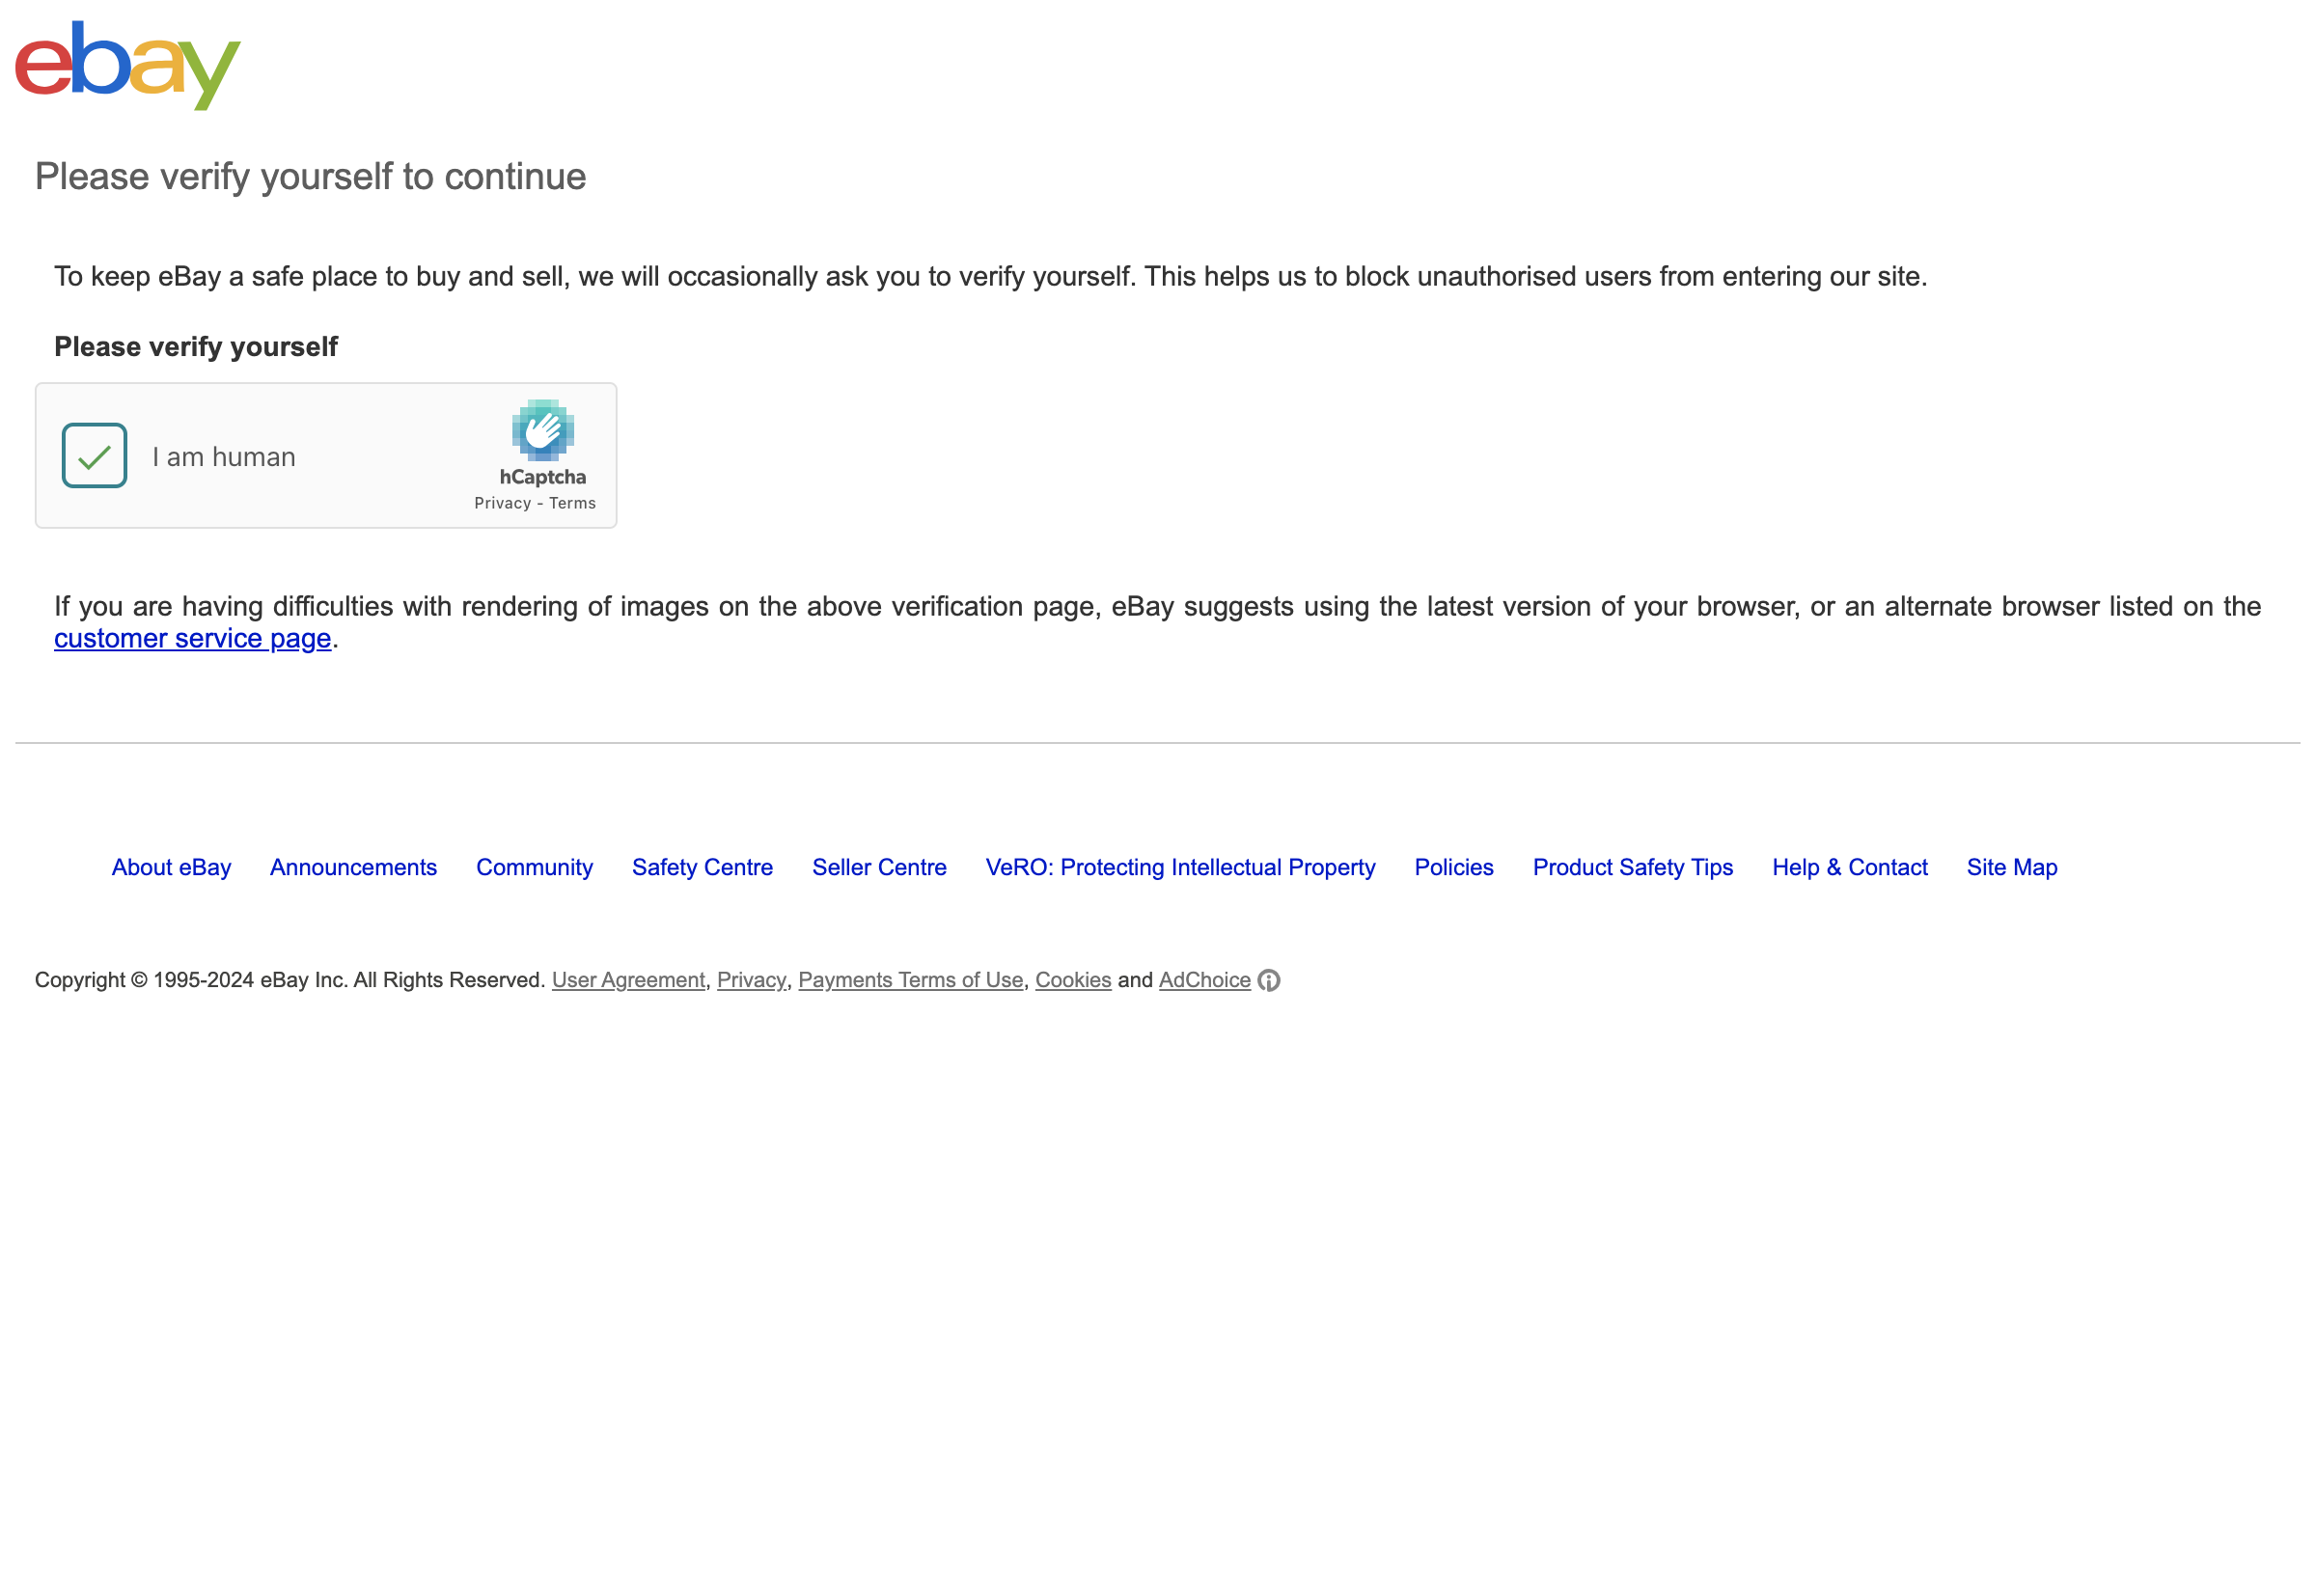 ebay
Please verify yourself to continue
To keep eBay a safe place to buy and sell, we will occasionally ask you to verify yourself. This helps us to block unauthorised users from entering our site.
Please verify yourself
I am human
hCaptcha
Privacy - Terms
If you are having difficulties with rendering of images on the above verification page, eBay suggests using the latest version of your browser, or an alternate browser listed on the
customer service page.
About eBay Announcements Community Safety Centre Seller Centre VeRO: Protecting Intellectual Property Policies Product Safety Tips Help & Contact Site Map
Copyright © 1995-2024 eBay Inc. All Rights Reserved. User Agreement, Privacy, Payments Terms of Use, Cookies and AdChoice